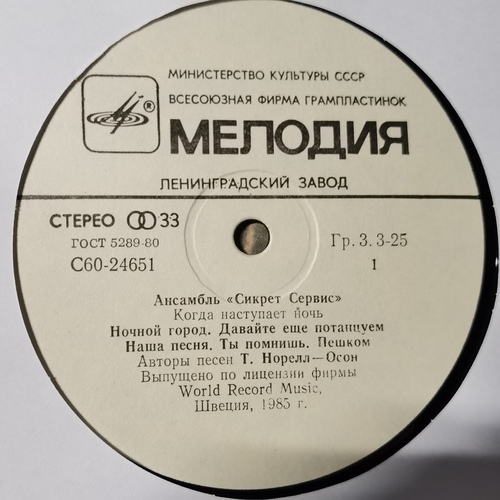 МИНИСТЕРСТВО КУЛЬТУРЫ СССР
ВСЕСОЮЗНАЯ ФИРМА ГРАМПЛАСТИНОК
®
МЕЛОДИЯ
ЛЕНИНГРАДСКИЙ ЗАВОД
СТЕРЕО 33
ГОСТ 5289-80
С60-24651
Гр. 3. 3-25
1
Ансамбль «Сикрет Сервис»
Когда наступает ночь
Ночной город. Давайте еще потанцуем
Наша песня. Ты помнишь. Пешком
Авторы песен Т. Норелл—Осон
Выпущено по лицензии фирмы
World Record Music,
Швеция, 1985 г.